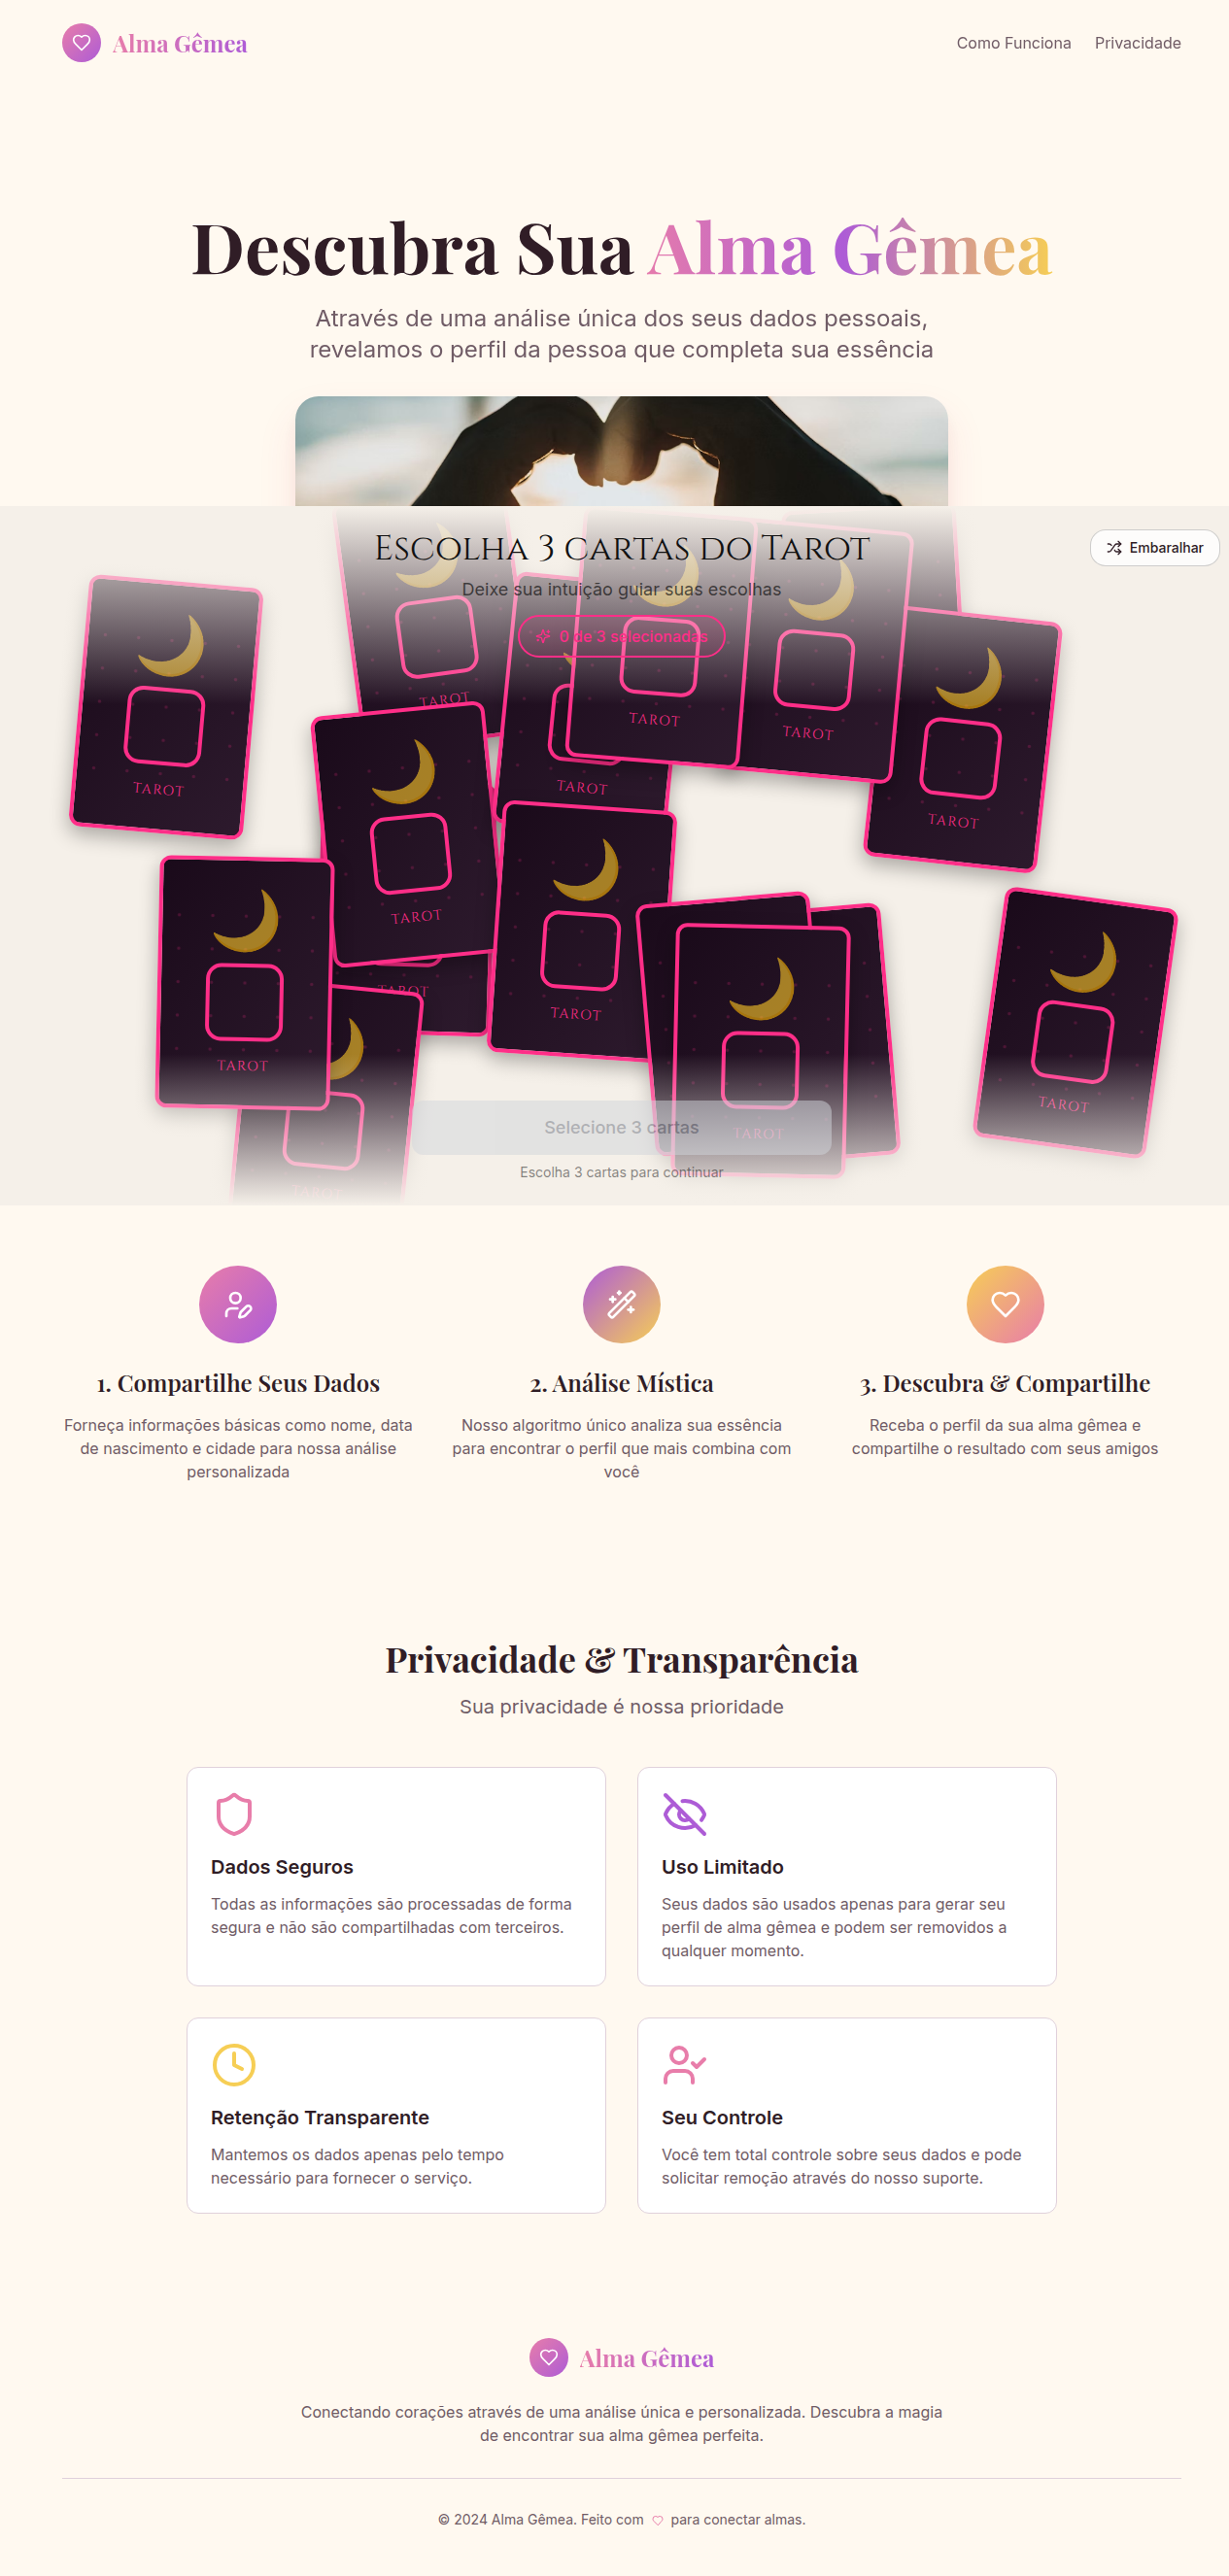 Alma Gêmea
Como Funciona
Privacidade
Descubra Sua Alma Gêmea
Através de uma análise única dos seus dados pessoais,
revelamos o perfil da pessoa que completa sua essência
Escolha 3 cartas do Tarot
Embaralhar
Deixe sua intuição guiar suas escolhas
0 de 3 selecionadas
TAROT
TAROT
TAROT
TAROT
TAROT
TAROT
TAROT
TAROT
TAROT
TAROT
TAROT
TAROT
TAROT
Selecione 3 cartas
Escolha 3 cartas para continuar
1. Compartilhe Seus Dados
Forneça informações básicas como nome, data
de nascimento e cidade para nossa análise
personalizada
2. Análise Mística
Nosso algoritmo único analiza sua essência
para encontrar o perfil que mais combina com
você
3. Descubra & Compartilhe
Receba o perfil da sua alma gêmea e
compartilhe o resultado com seus amigos
Privacidade & Transparência
Sua privacidade é nossa prioridade
Dados Seguros
Todas as informações são processadas de forma
segura e não são compartilhadas com terceiros.
Uso Limitado
Seus dados são usados apenas para gerar seu
perfil de alma gêmea e podem ser removidos a
qualquer momento.
Retenção Transparente
Mantemos os dados apenas pelo tempo
necessário para fornecer o serviço.
Seu Controle
Você tem total controle sobre seus dados e pode
solicitar remoção através do nosso suporte.
Alma Gêmea
Conectando corações através de uma análise única e personalizada. Descubra a magia
de encontrar sua alma gêmea perfeita.
© 2024 Alma Gêmea. Feito com para conectar almas.